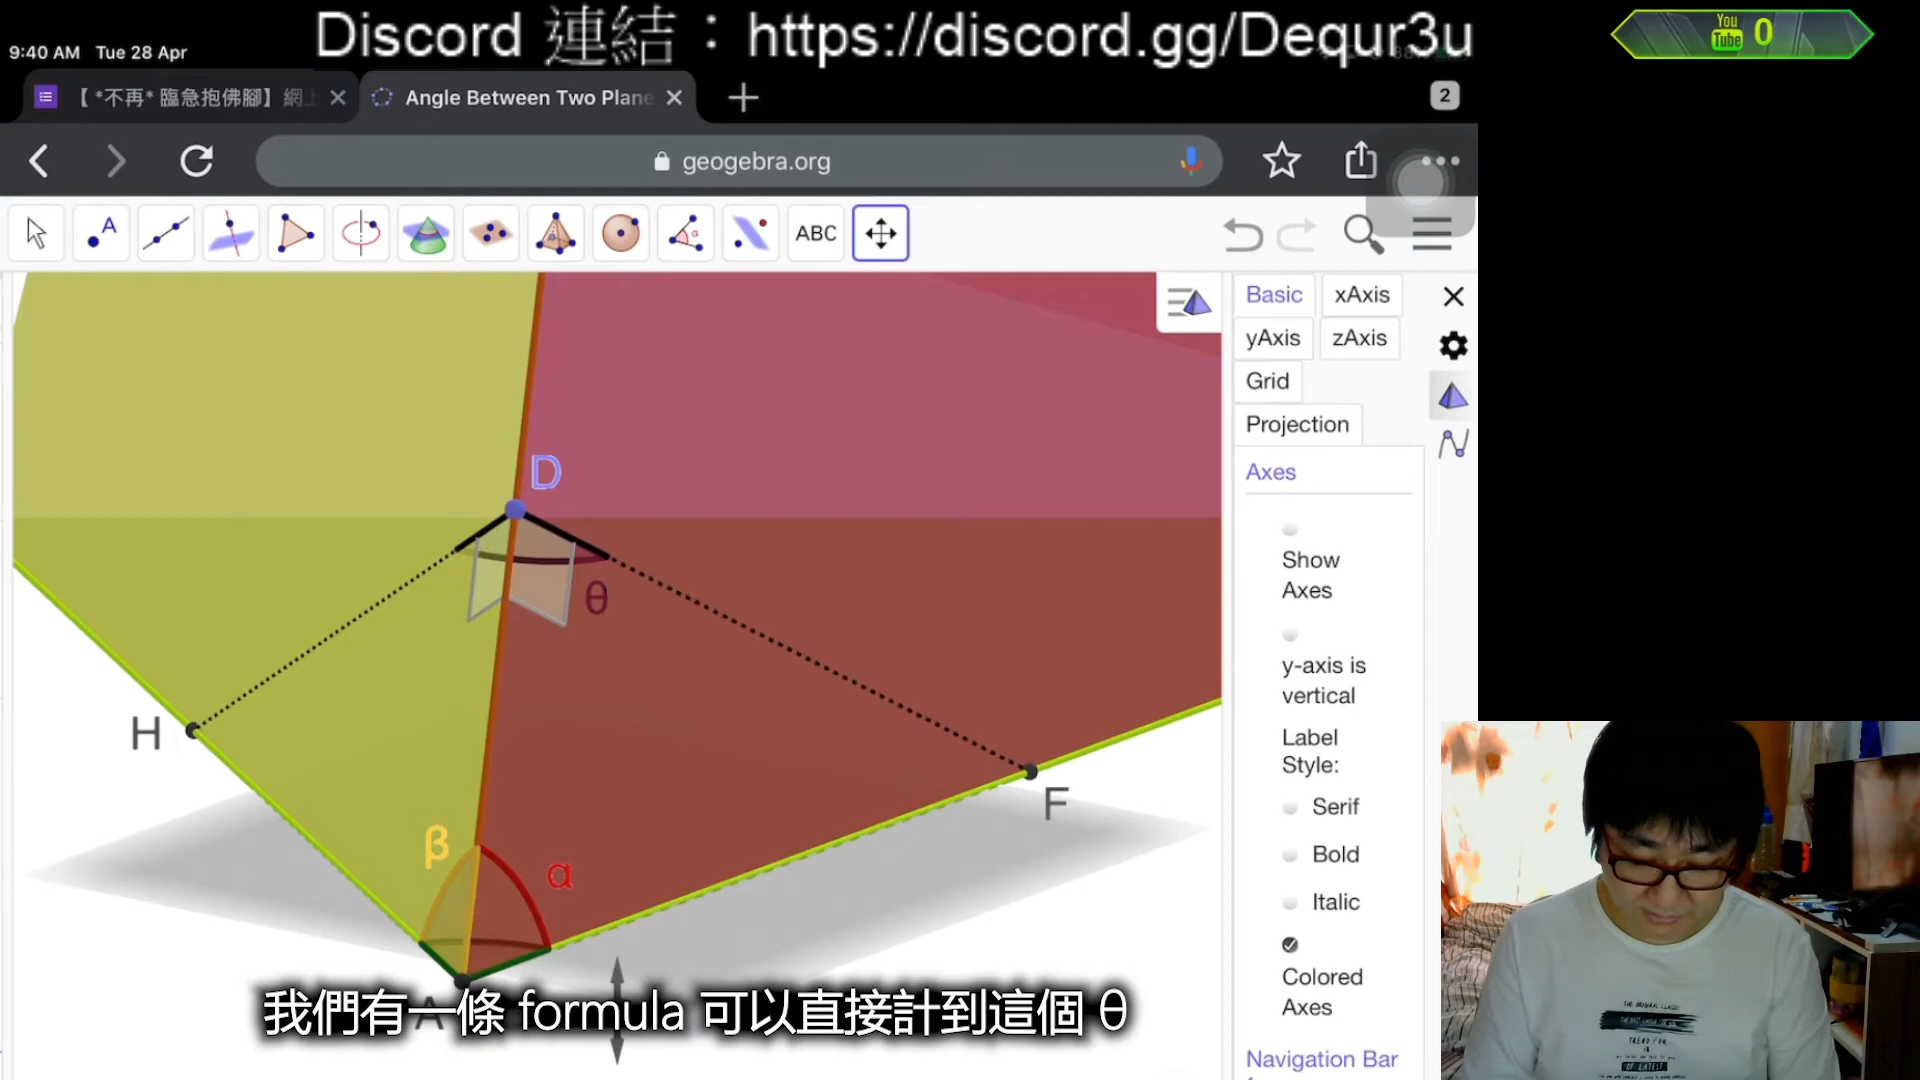 Discord 連結：https://discord.gg/Dequr3u
You
Tube 0
9:40 AM Tue 28 Apr
【 *不再* 臨急抱佛腳】網上
Angle Between Two Plane
2
geogebra.org
A
α
ABC
Basic
xAxis
yAxis
zAxis
Grid
Projection
Axes
Show
Axes
y-axis is
vertical
Label
Style:
Serif
Bold
Italic
Colored
Axes
Navigation Bar
D
θ
H
F
β
α
A
我們有一條 formula 可以直接計到這個 θ